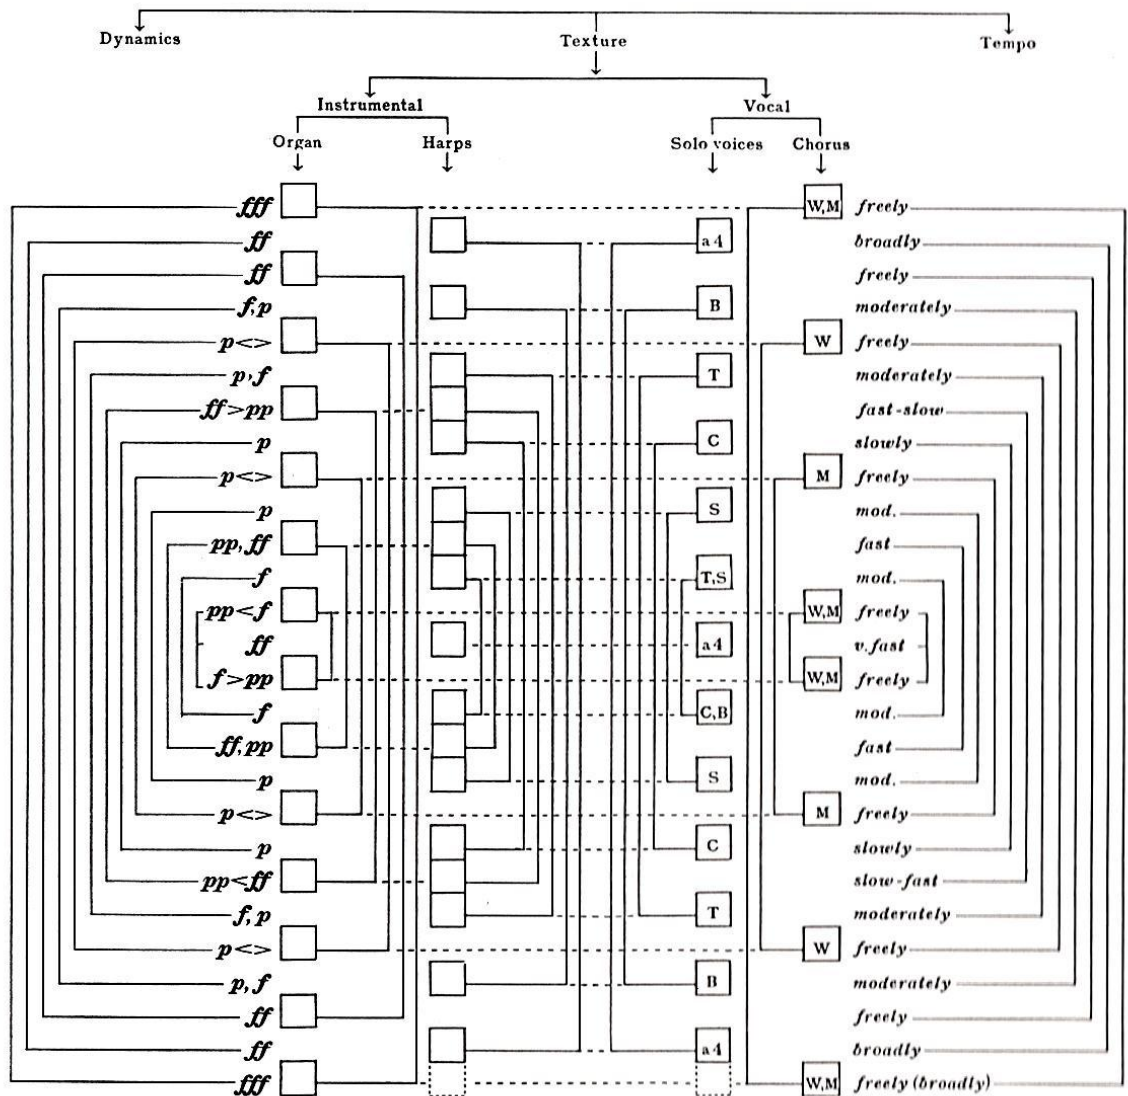 Dynamics Texture Tempo
Instrumental Vocal
Organ Harps Solo voices Chorus
fff W,M freely
ff a4 broadly
ff freely
f,p B moderately
p<> W freely
p,f T moderately
ff>pp fast-slow
p C slowly
p<> M freely
p S mod.
pp,ff fast
f T,S mod.
pp<f W,M freely
ff a4 v.fast
f>pp W,M freely
f C,B mod.
ff,pp fast
p S mod.
p<> M freely
p C slowly
pp<ff slow-fast
f,p T moderately
p<> W freely
p,f B moderately
ff freely
ff a4 broadly
fff W,M freely (broadly)